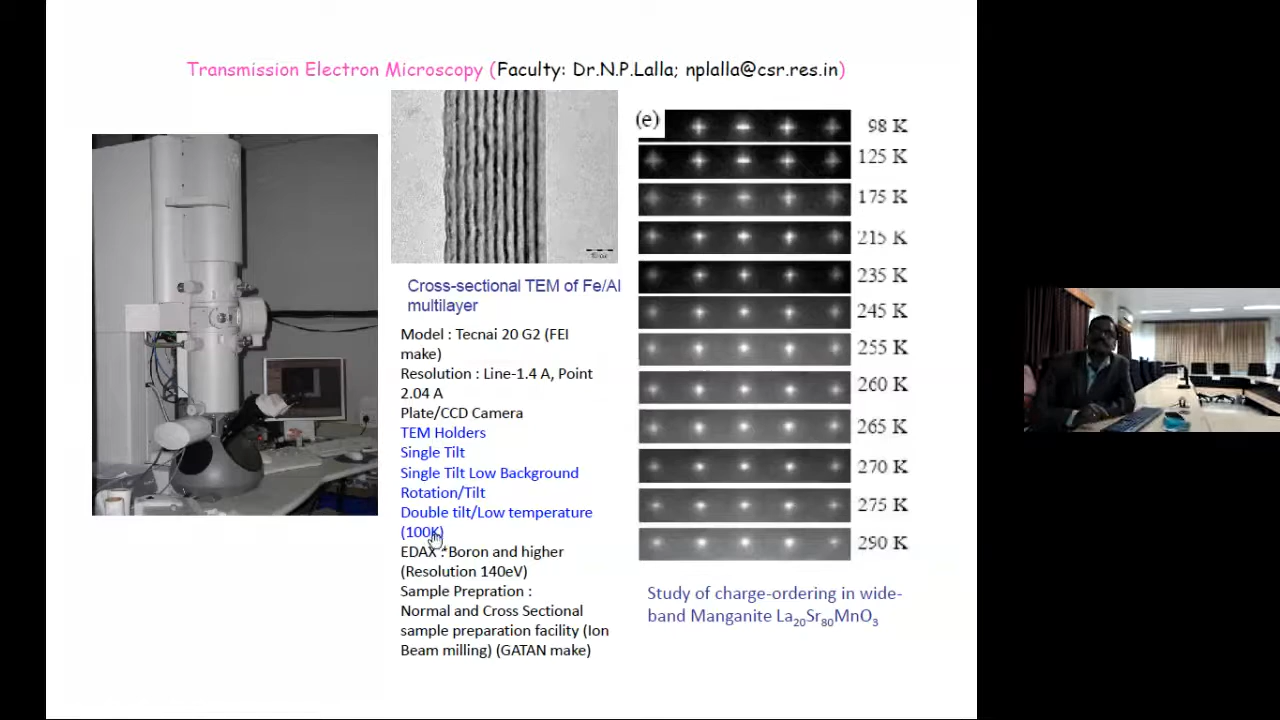 Transmission Electron Microscopy (Faculty: Dr.N.P.Lalla; nplalla@csr.res.in)
Cross-sectional TEM of Fe/Al
multilayer
Model : Tecnai 20 G2 (FEI
make)
Resolution : Line-1.4 A, Point
2.04 A
Plate/CCD Camera
TEM Holders
Single Tilt
Single Tilt Low Background
Rotation/Tilt
Double tilt/Low temperature
(100K)
EDAX : Boron and higher
(Resolution 140eV)
Sample Prepration :
Normal and Cross Sectional
sample preparation facility (Ion
Beam milling) (GATAN make)
(e)
98 K
125 K
175 K
215 K
235 K
245 K
255 K
260 K
265 K
270 K
275 K
290 K
Study of charge-ordering in wide-
band Manganite La20Sr80MnO3